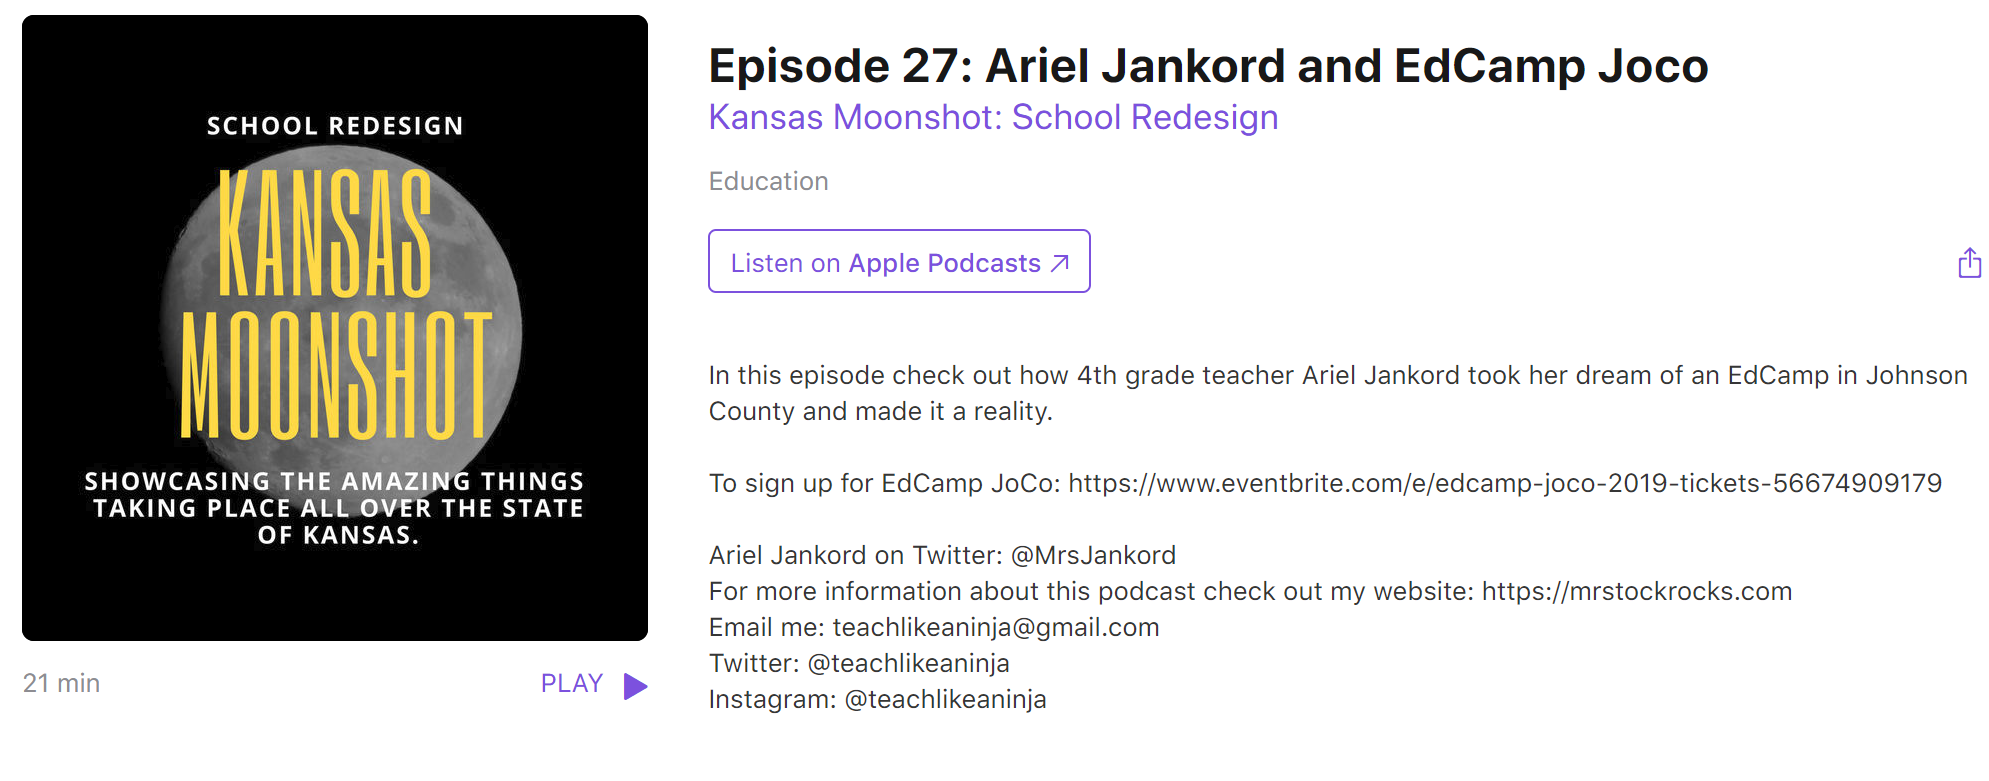 SCHOOL REDESIGN
KANSAS
MOONSHOT
SHOWCASING THE AMAZING THINGS
TAKING PLACE ALL OVER THE STATE
OF KANSAS.
21 min
PLAY
Episode 27: Ariel Jankord and EdCamp Joco
Kansas Moonshot: School Redesign
Education
Listen on Apple Podcasts
In this episode check out how 4th grade teacher Ariel Jankord took her dream of an EdCamp in Johnson
County and made it a reality.
To sign up for EdCamp JoCo: https://www.eventbrite.com/e/edcamp-joco-2019-tickets-56674909179
Ariel Jankord on Twitter: @MrsJankord
For more information about this podcast check out my website: https://mrstockrocks.com
Email me: teachlikeaninja@gmail.com
Twitter: @teachlikeaninja
Instagram: @teachlikeaninja